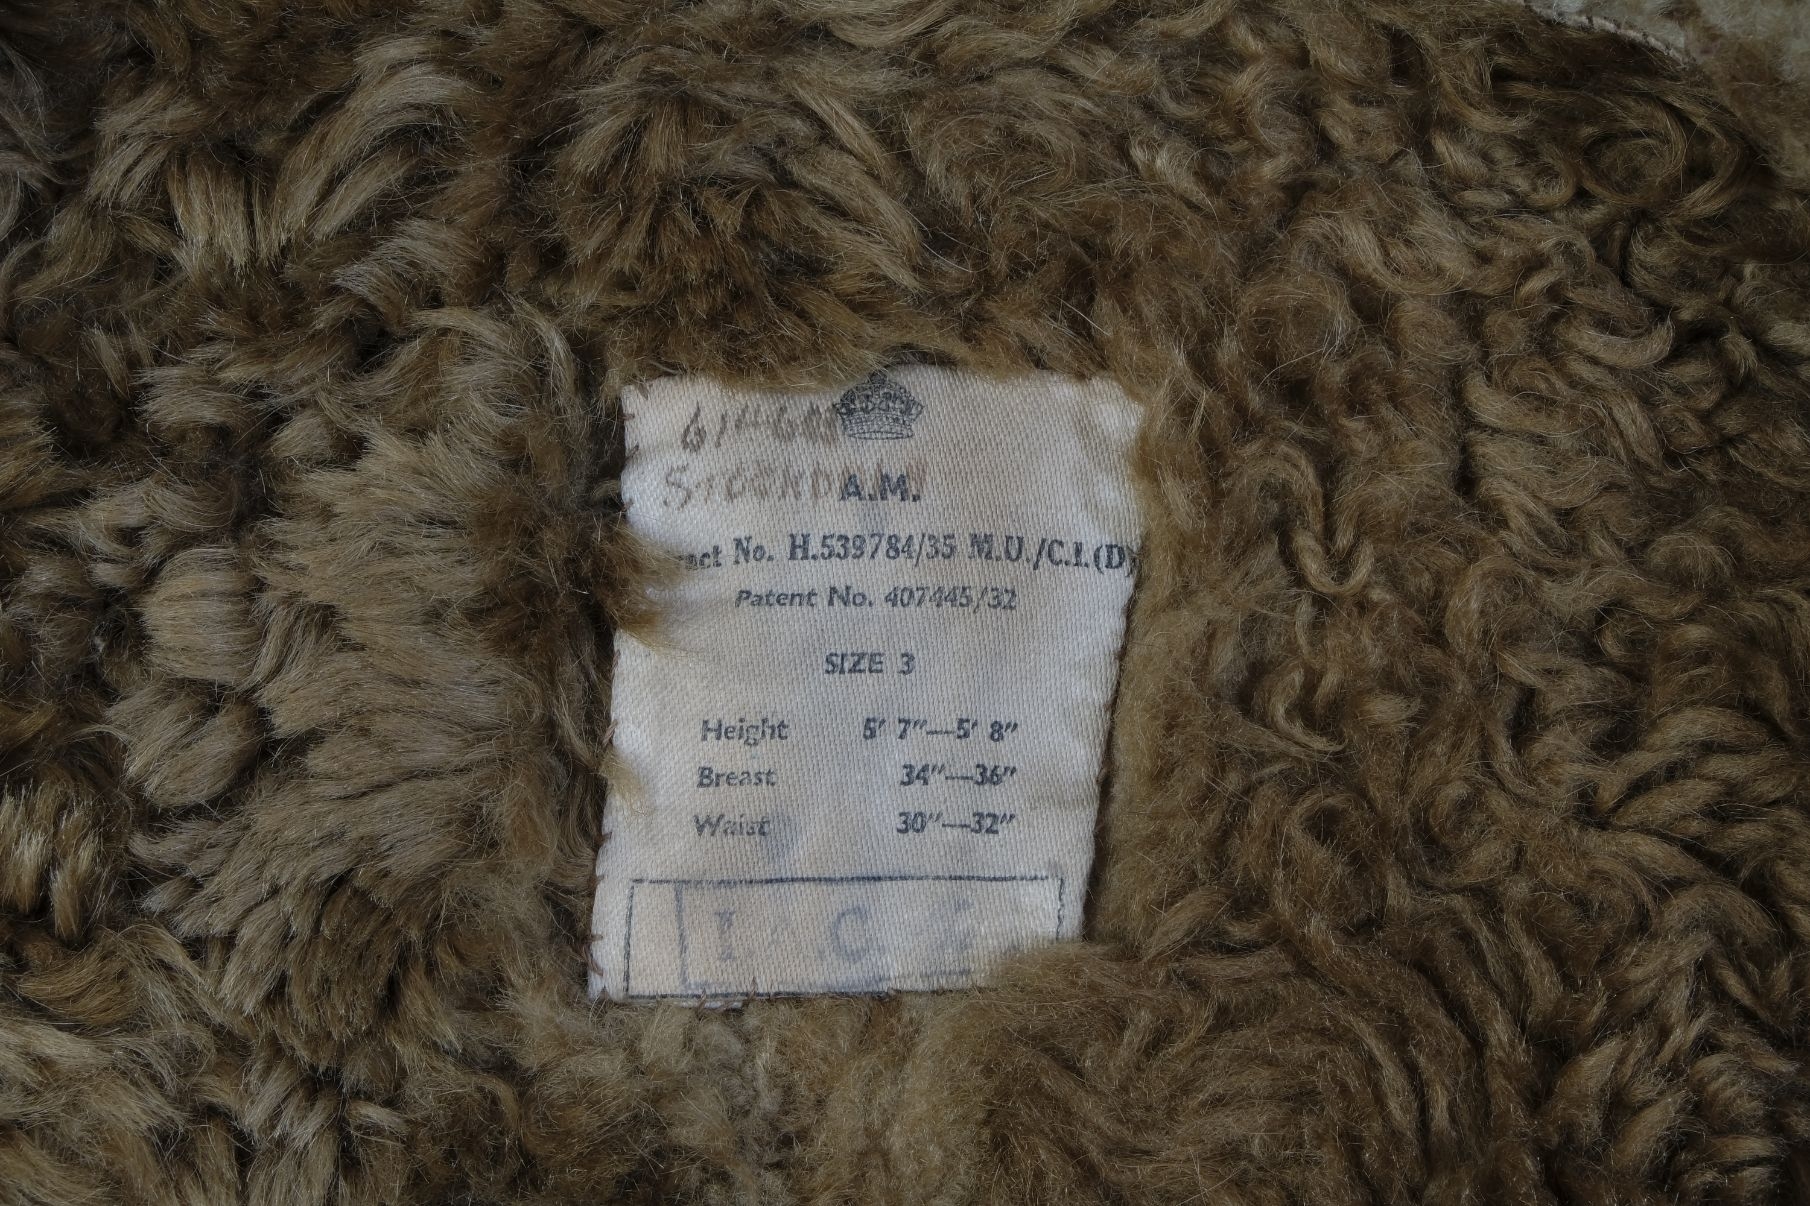 A.M.
No. H.539784/35 M.U./C.I.(D)
Patent No. 407445/32
SIZE 3
Height 5' 7"—5' 8"
Breast 34"—36"
Waist 30"—32"
I C